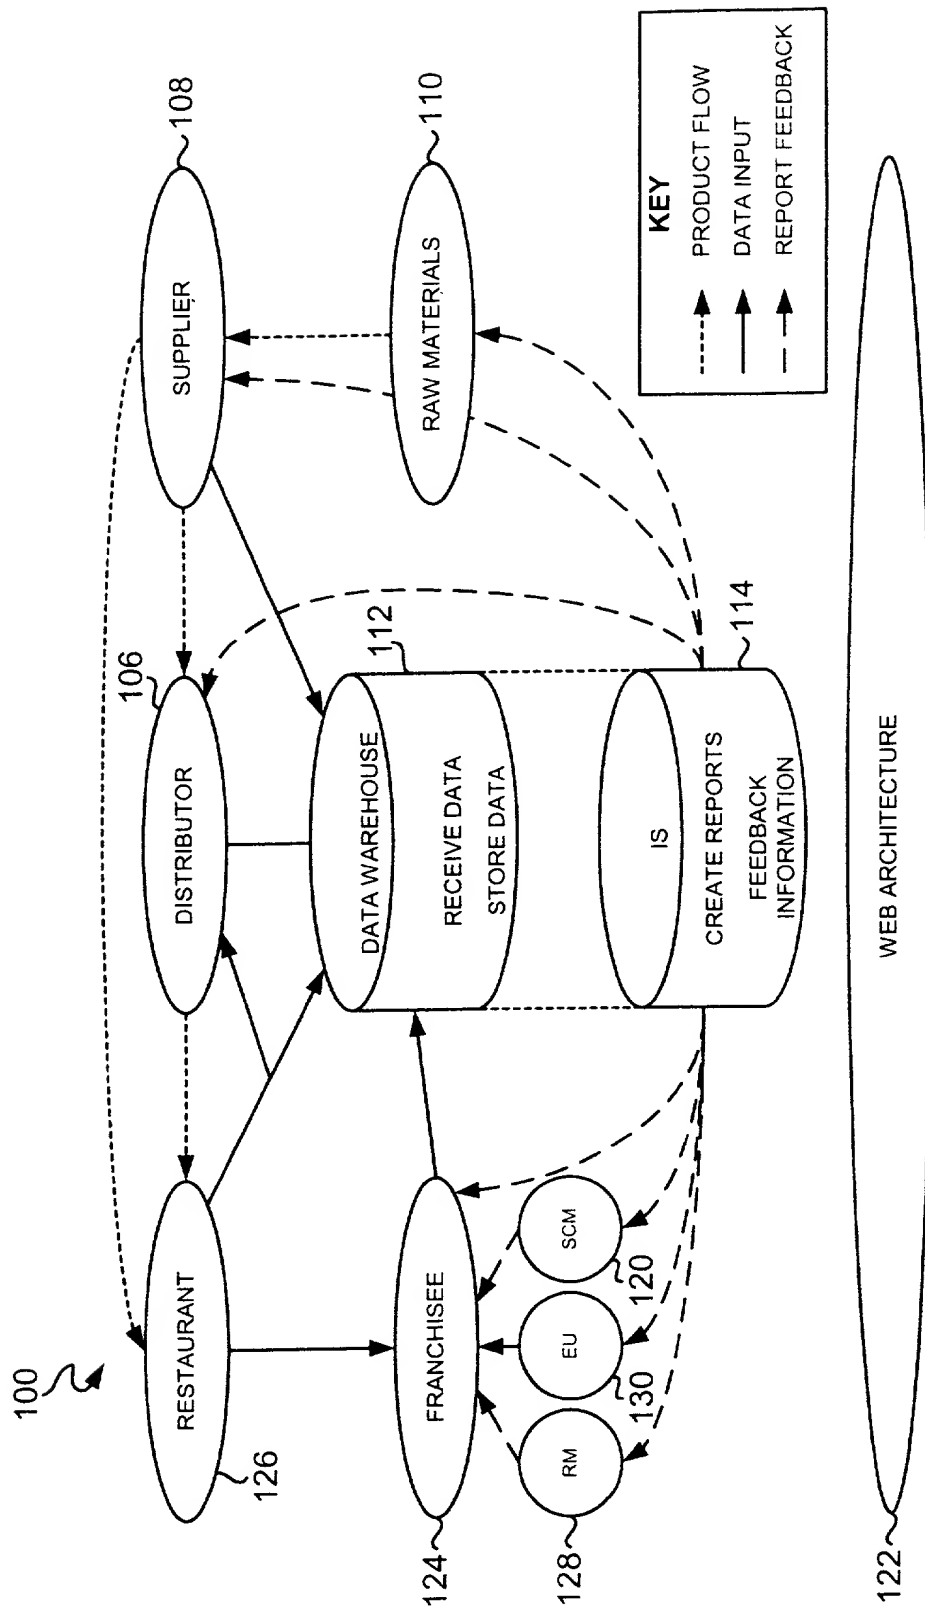 100
RESTAURANT
126
DISTRIBUTOR
106
SUPPLIER
108
FRANCHISEE
124
DATA WAREHOUSE
RECEIVE DATA
STORE DATA
112
RAW MATERIALS
110
RM
128
EU
130
SCM
120
IS
CREATE REPORTS
FEEDBACK
INFORMATION
114
KEY
PRODUCT FLOW
DATA INPUT
REPORT FEEDBACK
WEB ARCHITECTURE
122